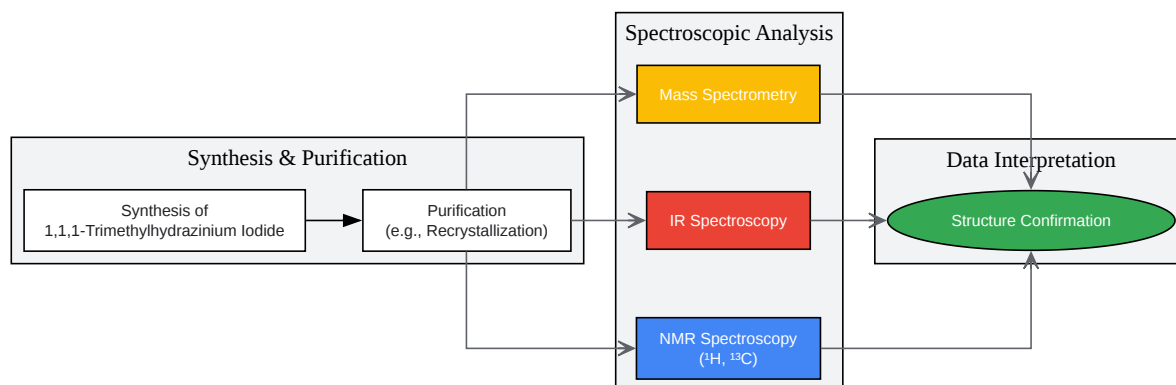 Synthesis & Purification
Synthesis of
1,1,1-Trimethylhydrazinium Iodide
Purification
(e.g., Recrystallization)
Spectroscopic Analysis
Mass Spectrometry
IR Spectroscopy
NMR Spectroscopy
(¹H, ¹³C)
Data Interpretation
Structure Confirmation